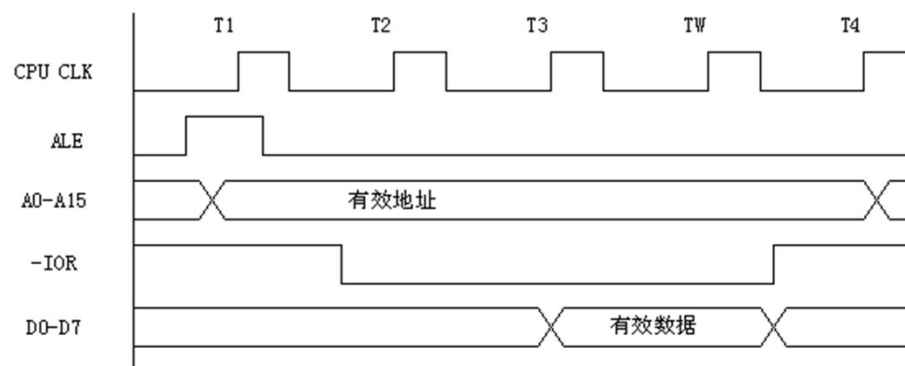 T1 T2 T3 TW T4
CPU CLK
ALE
A0-A15 有效地址
-IOR
D0-D7 有效数据